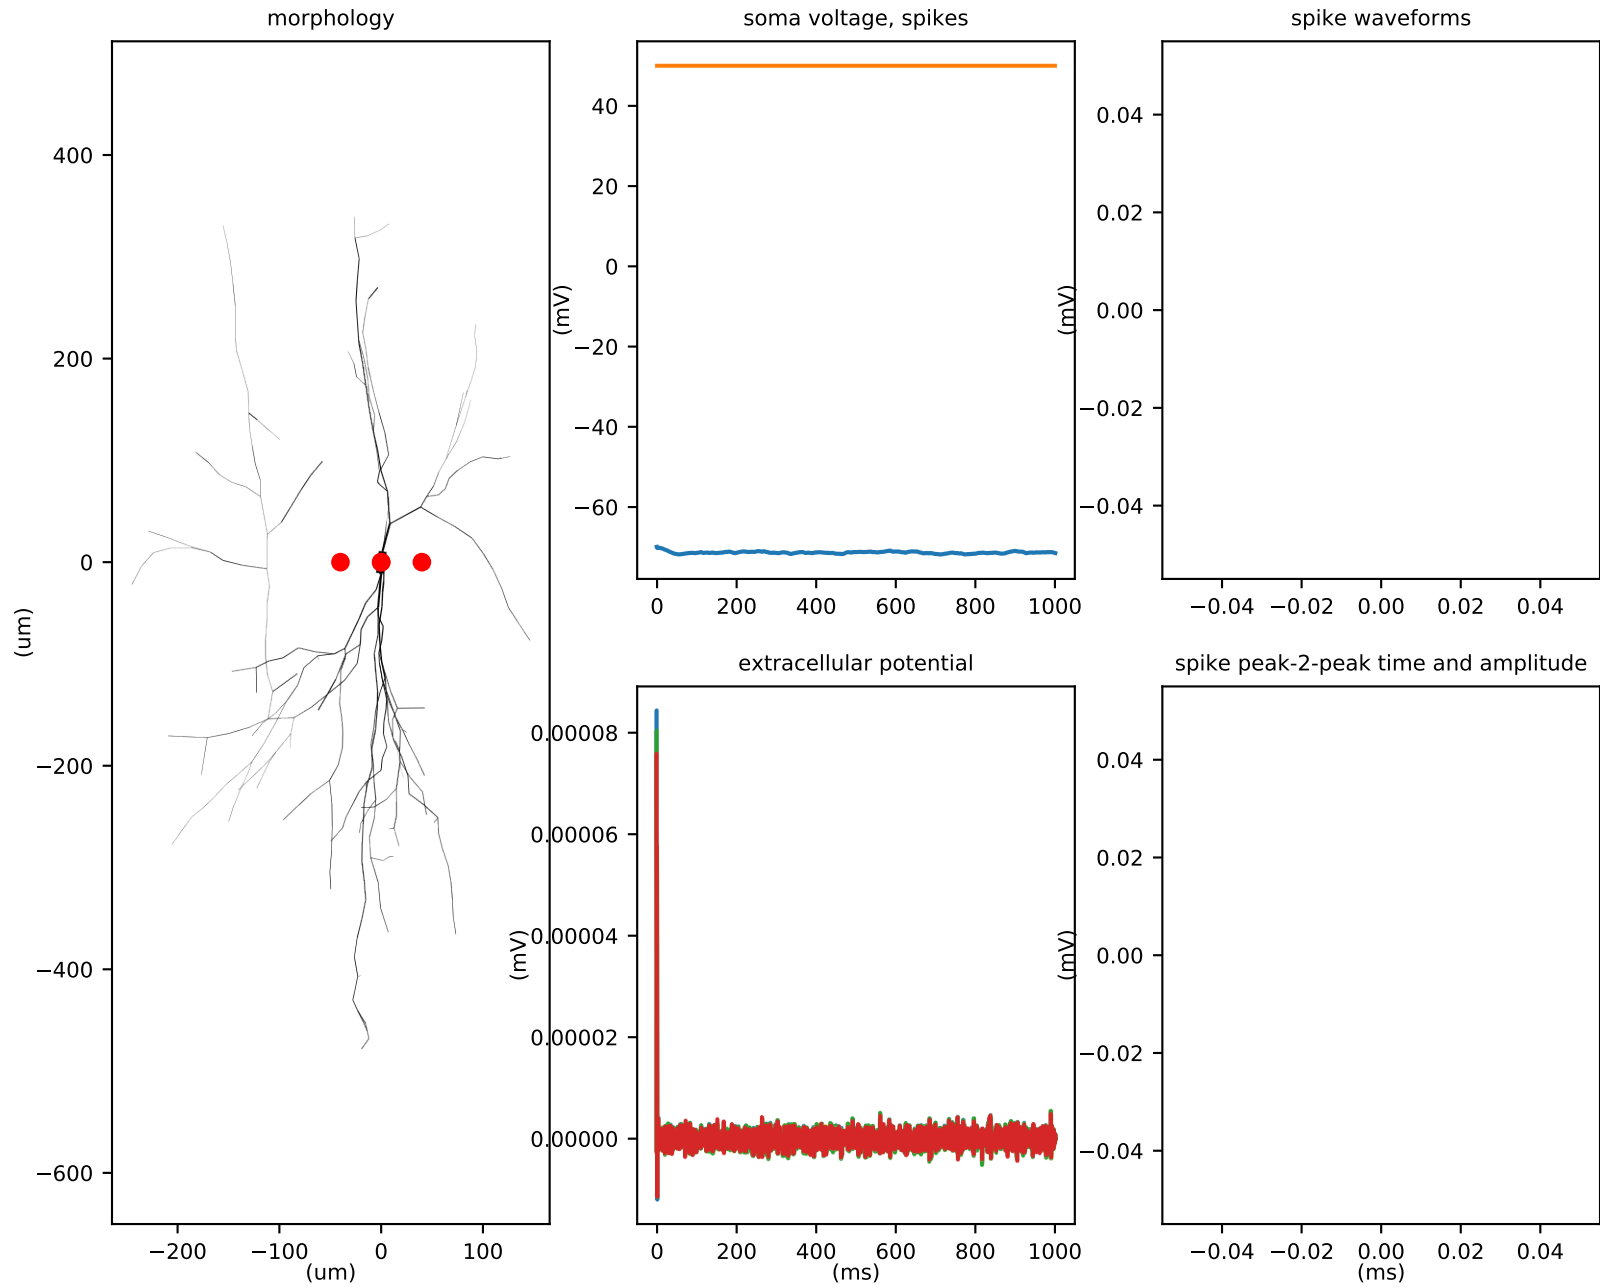 morphology
400
200
0
−200
−400
−600
(um)
−200 −100 0 100
(um)
soma voltage, spikes
40
20
0
−20
−40
−60
(mV)
0 200 400 600 800 1000
spike waveforms
0.04
0.02
0.00
−0.02
−0.04
(mV)
−0.04 −0.02 0.00 0.02 0.04
extracellular potential
0.00008
0.00006
0.00004
0.00002
0.00000
(mV)
0 200 400 600 800 1000
(ms)
spike peak-2-peak time and amplitude
0.04
0.02
0.00
−0.02
−0.04
(mV)
−0.04 −0.02 0.00 0.02 0.04
(ms)